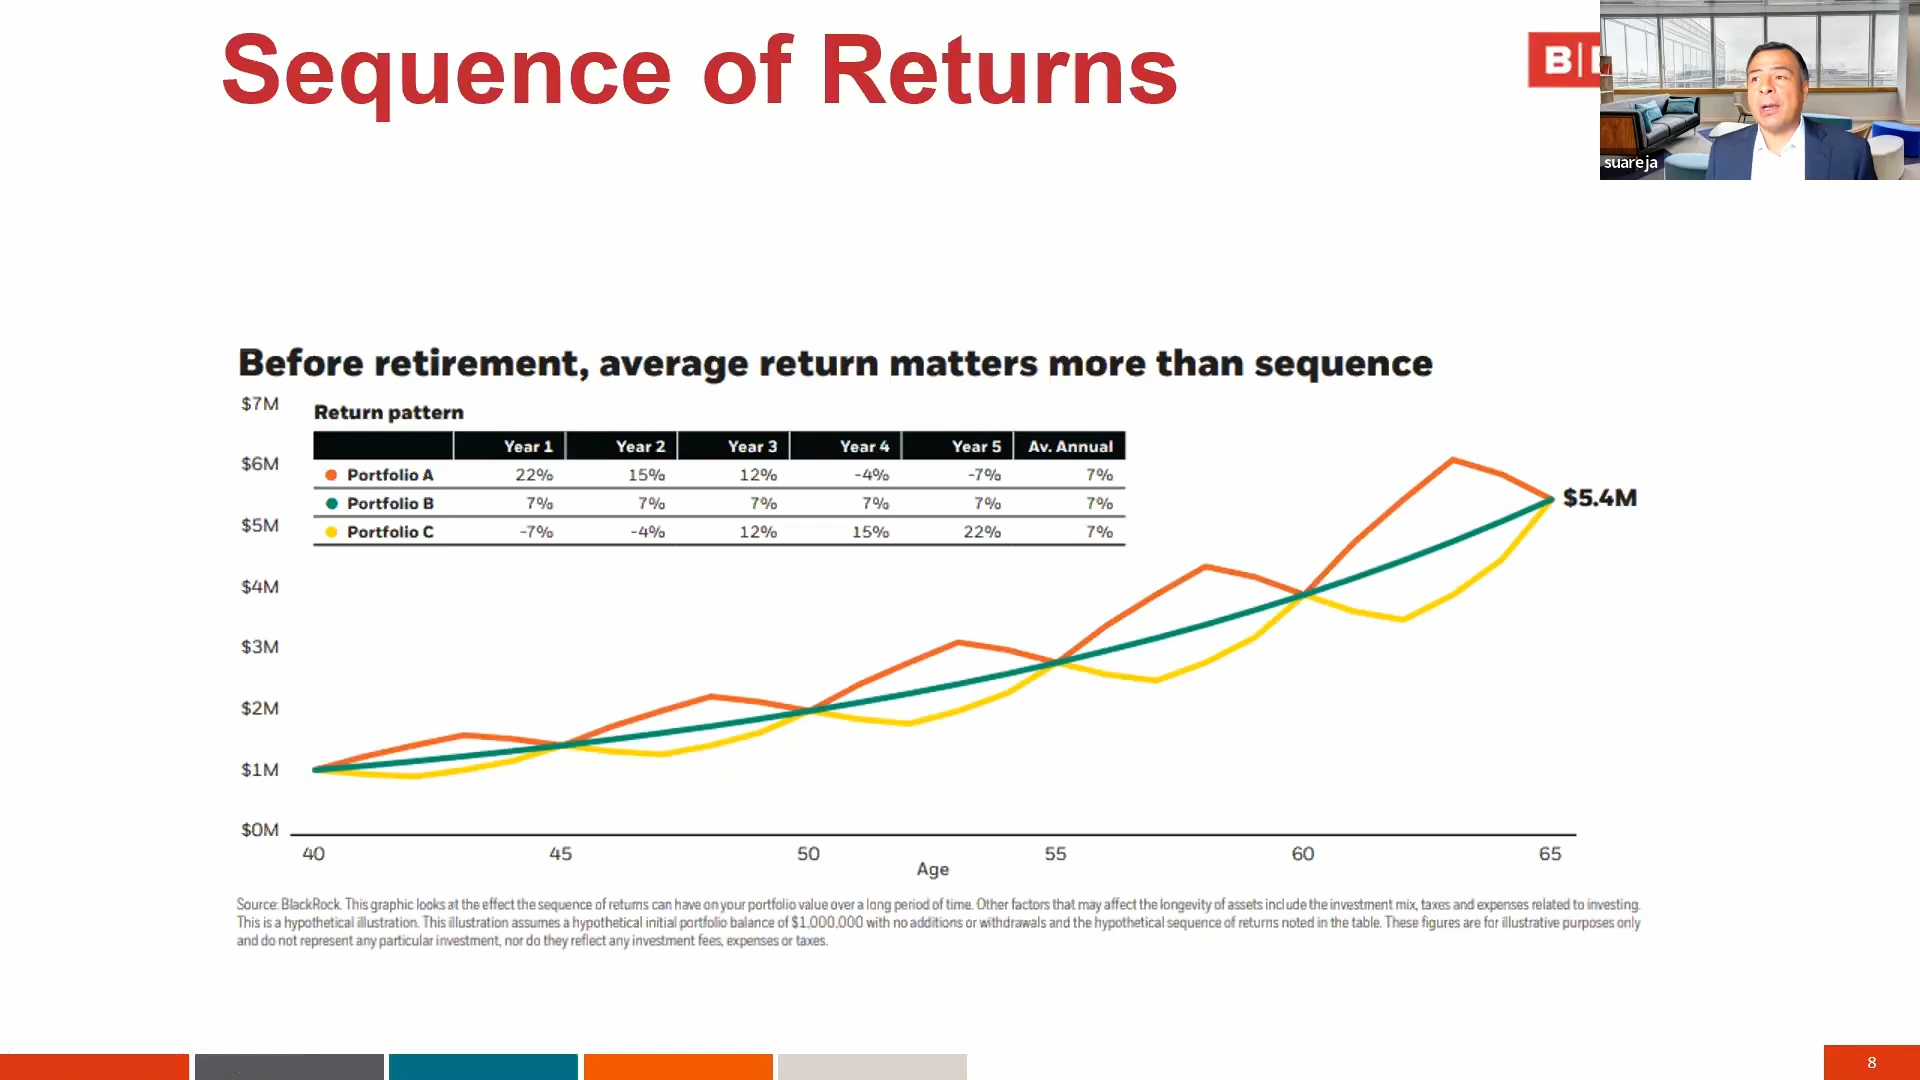 Sequence of Returns
B|
suareja
Before retirement, average return matters more than sequence
$7M
Return pattern
Year 1 Year 2 Year 3 Year 4 Year 5 Av. Annual
$6M
Portfolio A 22% 15% 12% -4% -7% 7%
Portfolio B 7% 7% 7% 7% 7% 7%
$5M
Portfolio C -7% -4% 12% 15% 22% 7%
$5.4M
$4M
$3M
$2M
$1M
$0M
40 45 50 55 60 65
Age
Source: BlackRock. This graphic looks at the effect the sequence of returns can have on your portfolio value over a long period of time. Other factors that may affect the longevity of assets include the investment mix, taxes and expenses related to investing.
This is a hypothetical illustration. This illustration assumes a hypothetical initial portfolio balance of $1,000,000 with no additions or withdrawals and the hypothetical sequence of returns noted in the table. These figures are for illustrative purposes only
and do not represent any particular investment, nor do they reflect any investment fees, expenses or taxes.
8